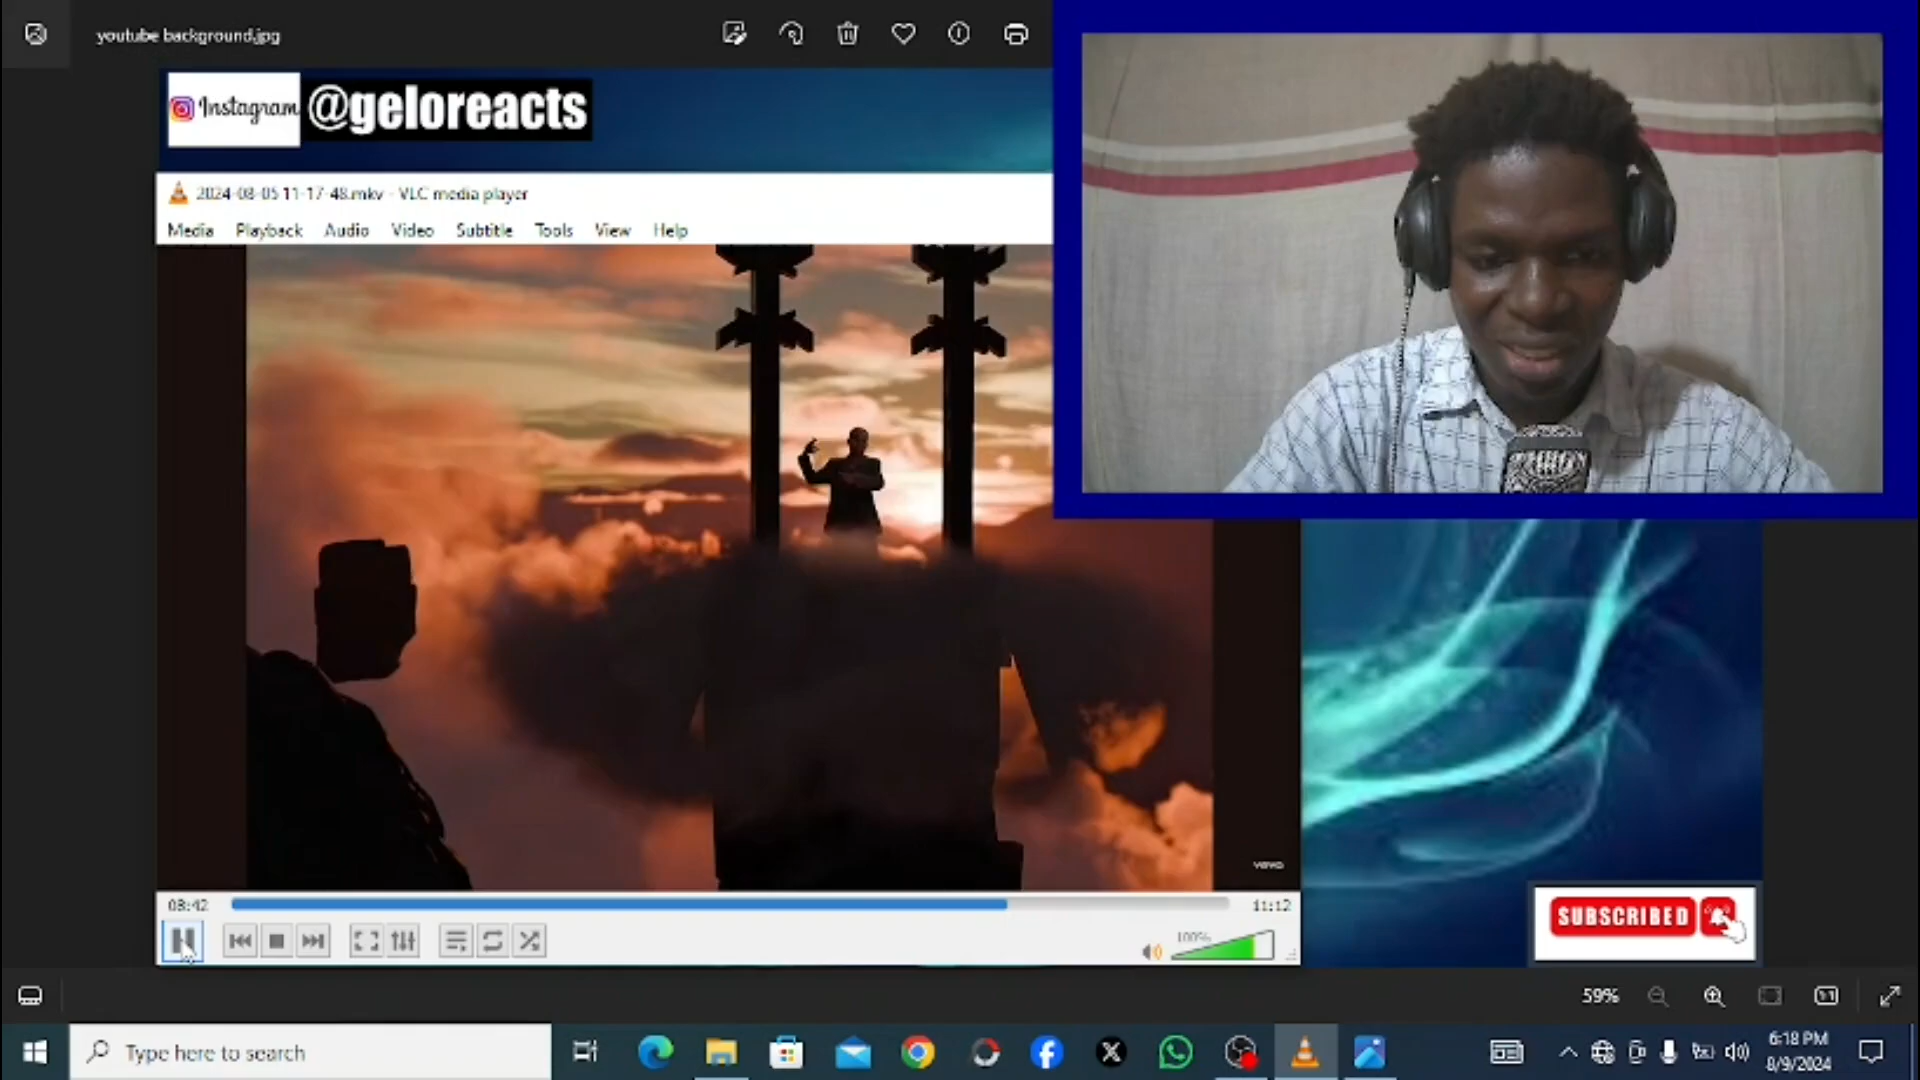 youtube background.jpg
Instagram @geloreacts
2024-08-05 11-17-48.mkv - VLC media player
Media Playback Audio Video Subtitle Tools View Help
vevo
08:42
11:12
100%
SUBSCRIBED
59%
1:1
Type here to search
6:18 PM
8/9/2024